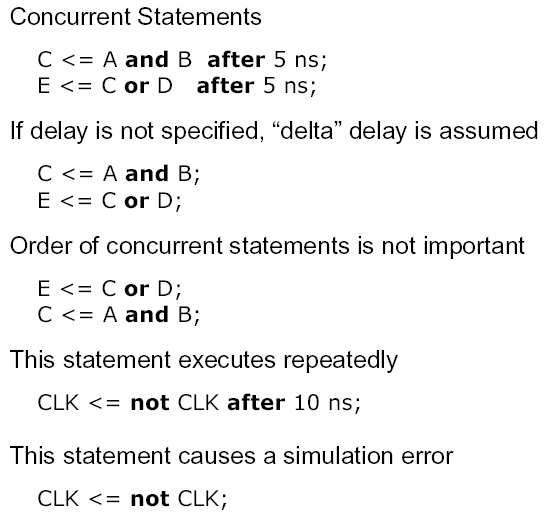 Concurrent Statements
C <= A and B after 5 ns;
E <= C or D after 5 ns;
If delay is not specified, “delta” delay is assumed
C <= A and B;
E <= C or D;
Order of concurrent statements is not important
E <= C or D;
C <= A and B;
This statement executes repeatedly
CLK <= not CLK after 10 ns;
This statement causes a simulation error
CLK <= not CLK;